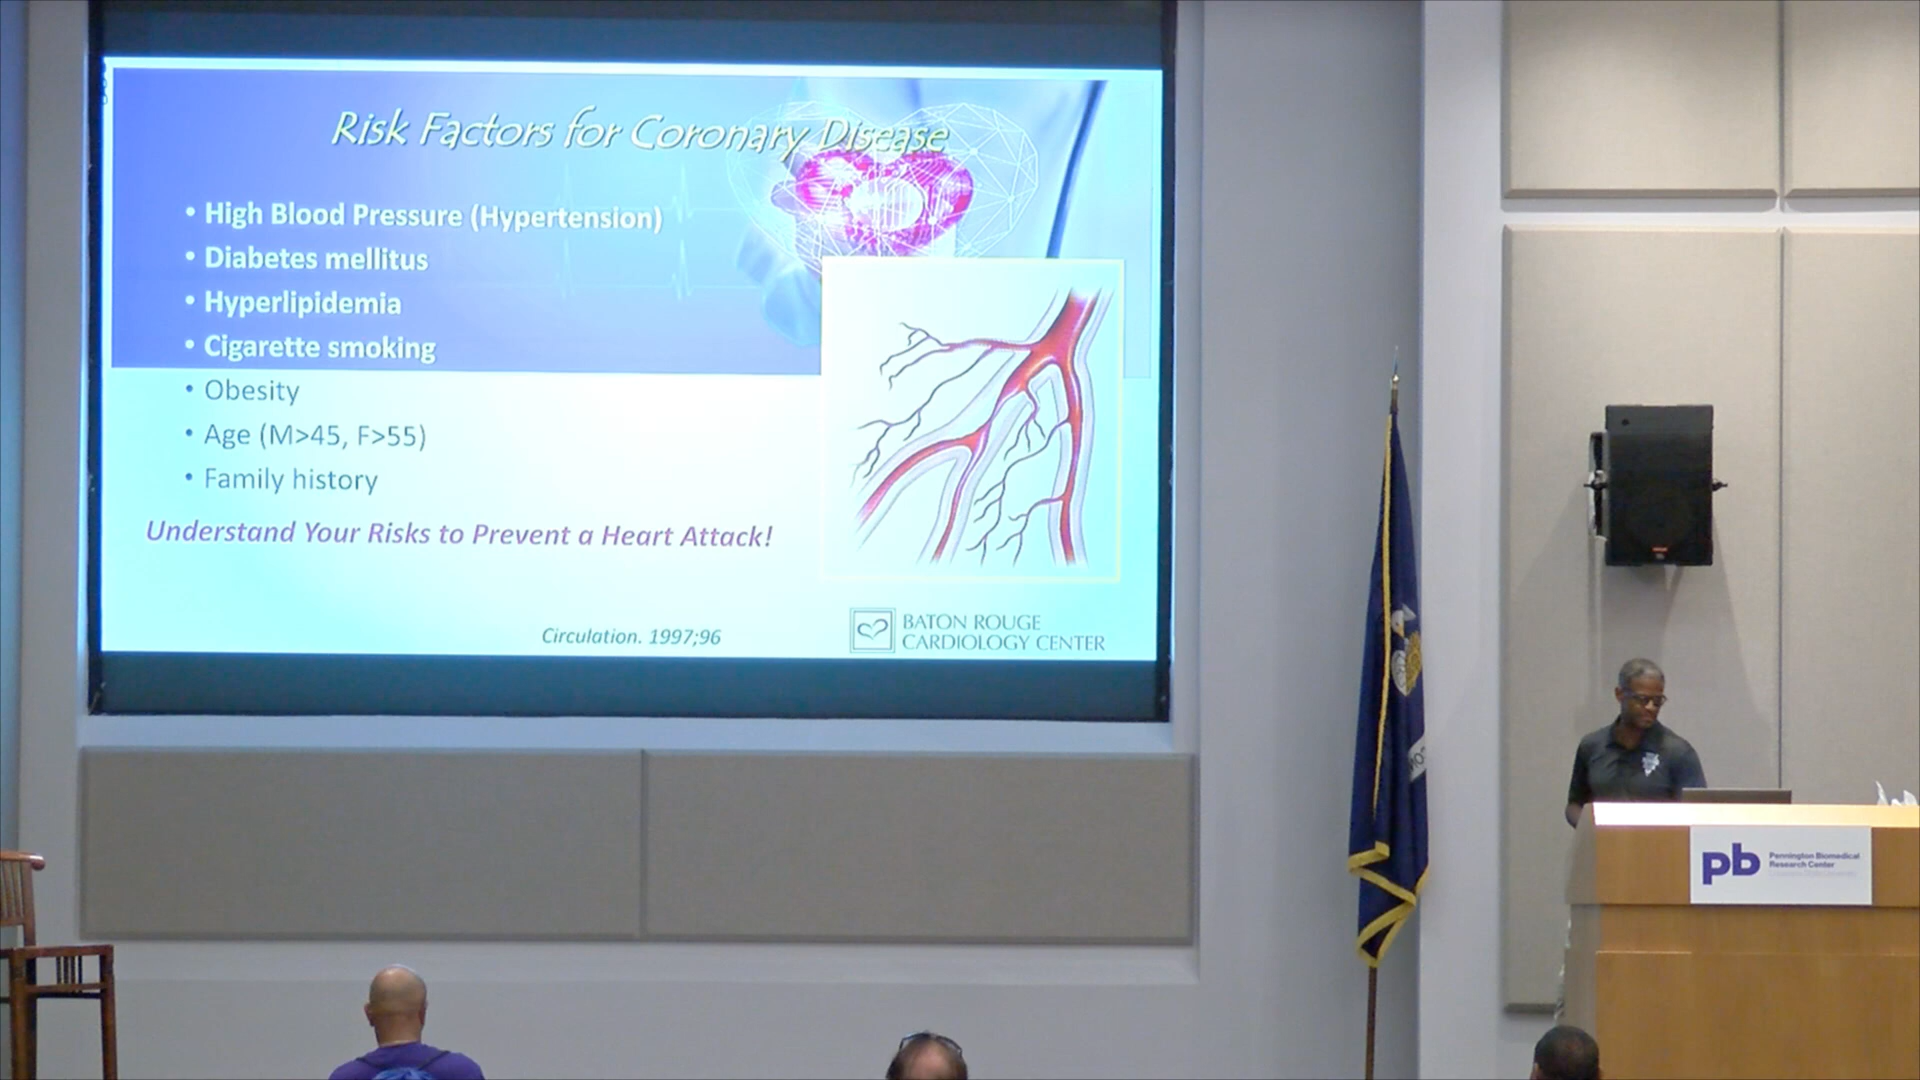 Risk Factors for Coronary Disease
• High Blood Pressure (Hypertension)
• Diabetes mellitus
• Hyperlipidemia
• Cigarette smoking
• Obesity
• Age (M>45, F>55)
• Family history
Understand Your Risks to Prevent a Heart Attack!
Circulation. 1997;96
BATON ROUGE
CARDIOLOGY CENTER
pb
Pennington Biomedical
Research Center